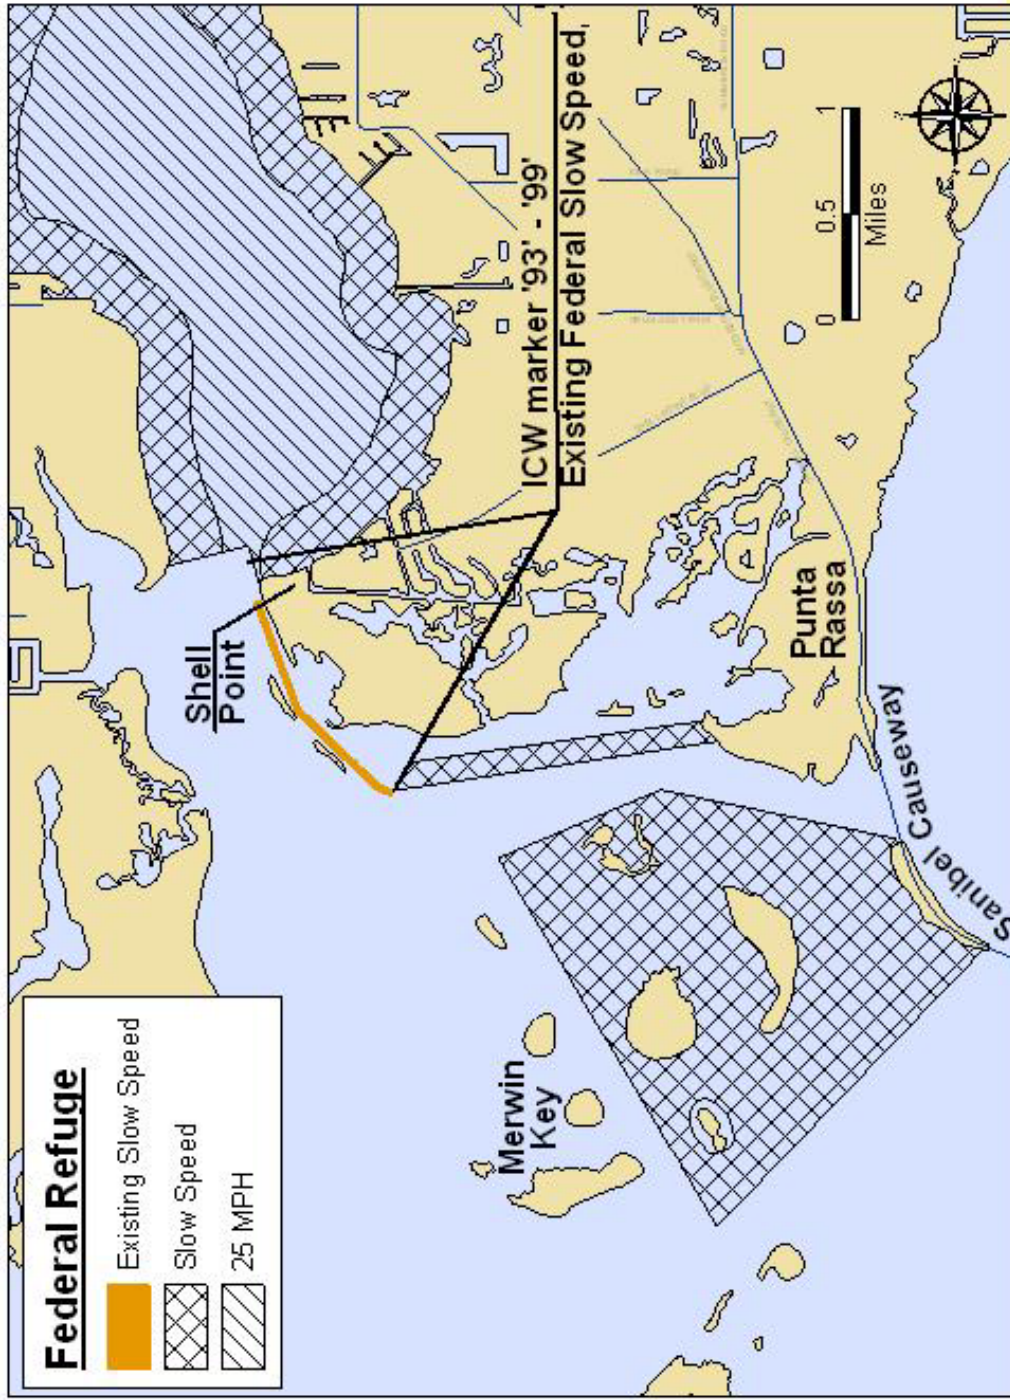 Federal Refuge
Existing Slow Speed
Slow Speed
25 MPH
Shell
Point
ICW marker '93' - '99'
Existing Federal Slow Speed,
Merwin
Key
Punta
Rassa
Sanibel Causeway
0
0.5
1
Miles